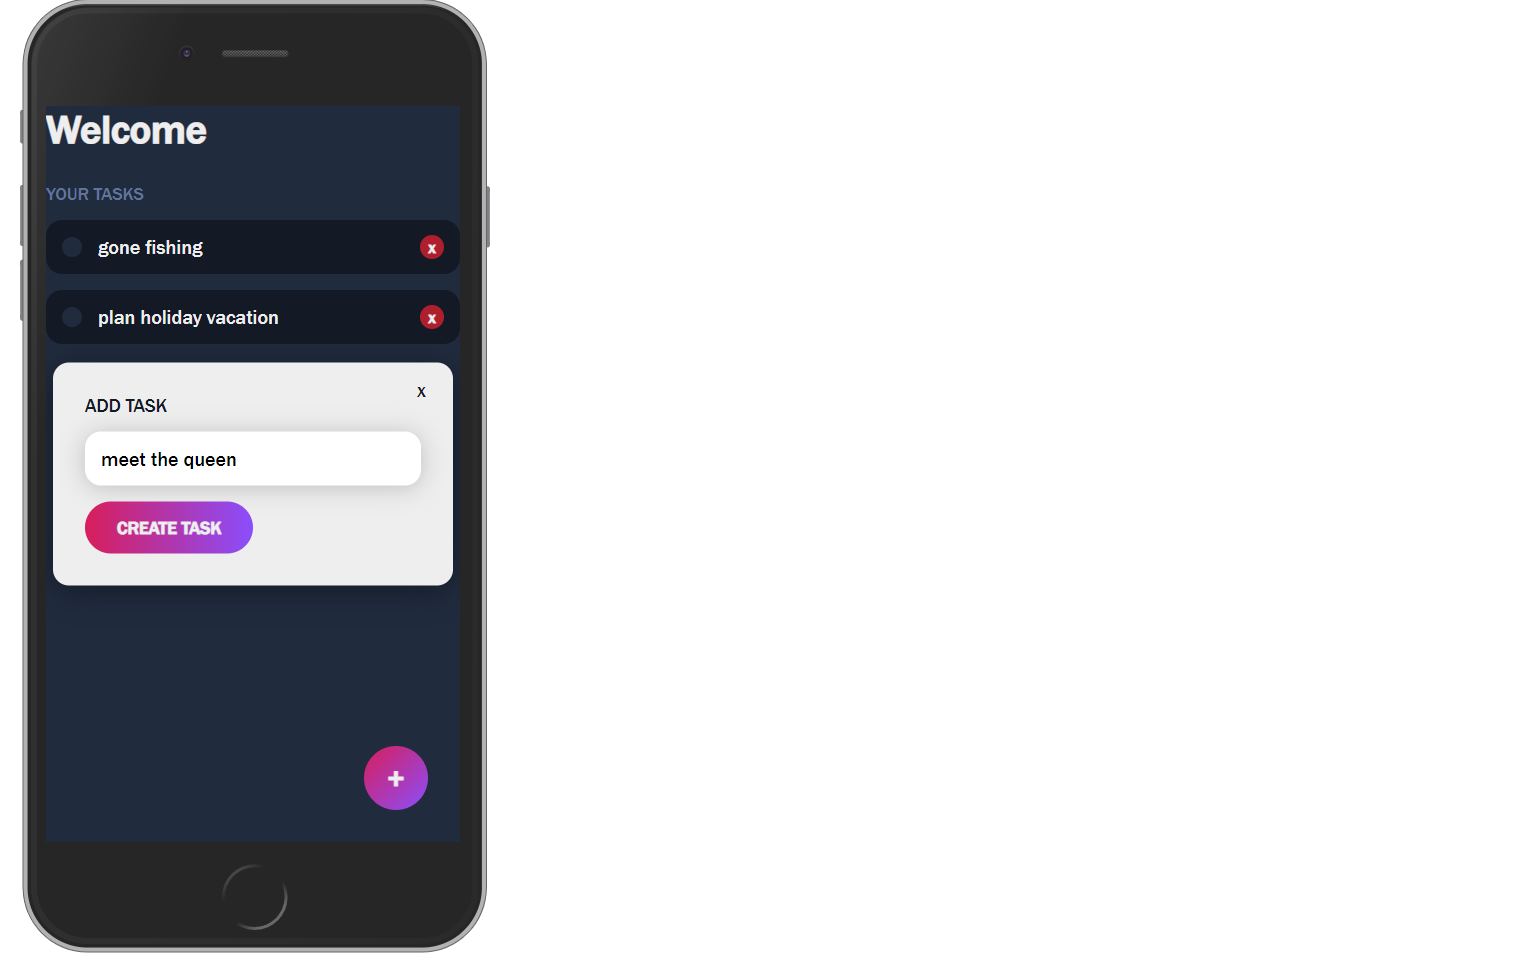 Welcome
YOUR TASKS
gone fishing
x
plan holiday vacation
x
x
ADD TASK
meet the queen
CREATE TASK
+